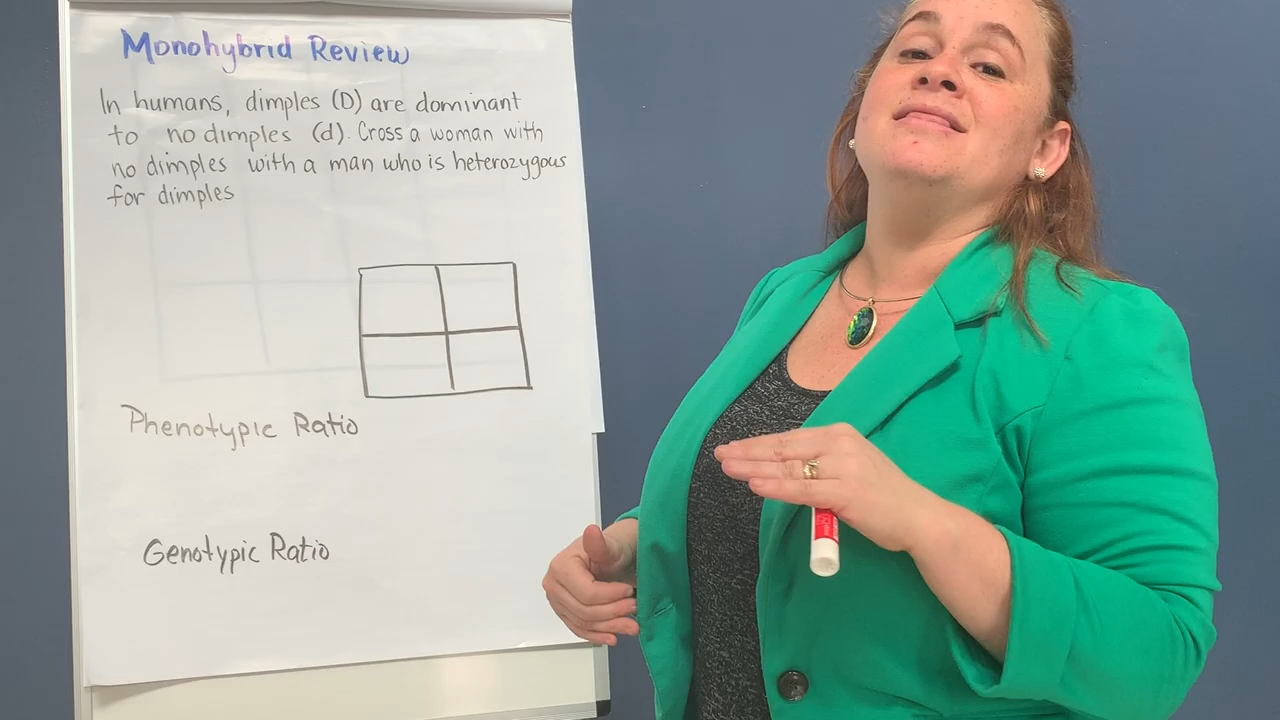 Monohybrid Review
In humans, dimples (D) are dominant
to no dimples (d). Cross a woman with
no dimples with a man who is heterozygous
for dimples
Phenotypic Ratio
Genotypic Ratio